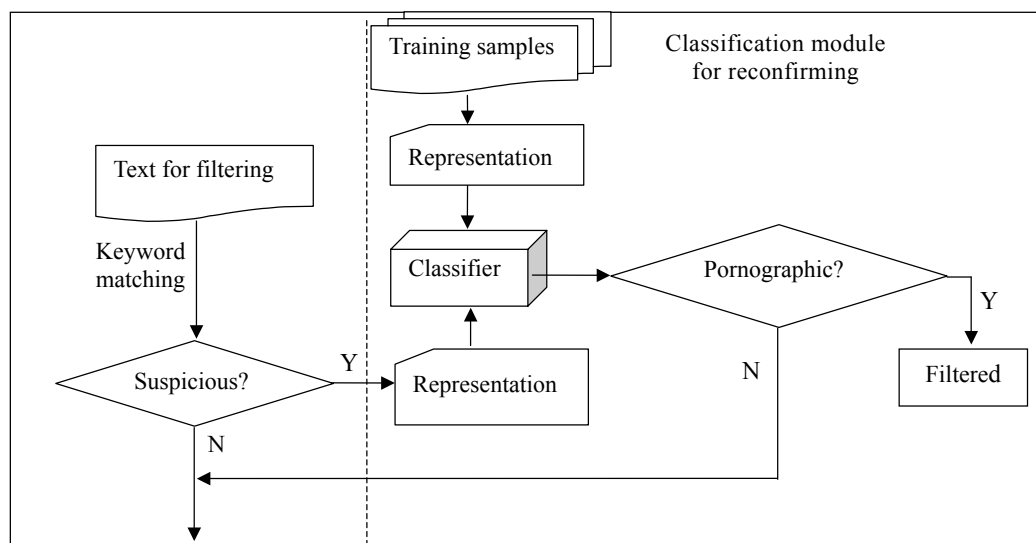 Training samples
Classification module
for reconfirming
Representation
Text for filtering
Keyword
matching
Classifier
Pornographic?
Y
Suspicious?
Y
Representation
N
Filtered
N